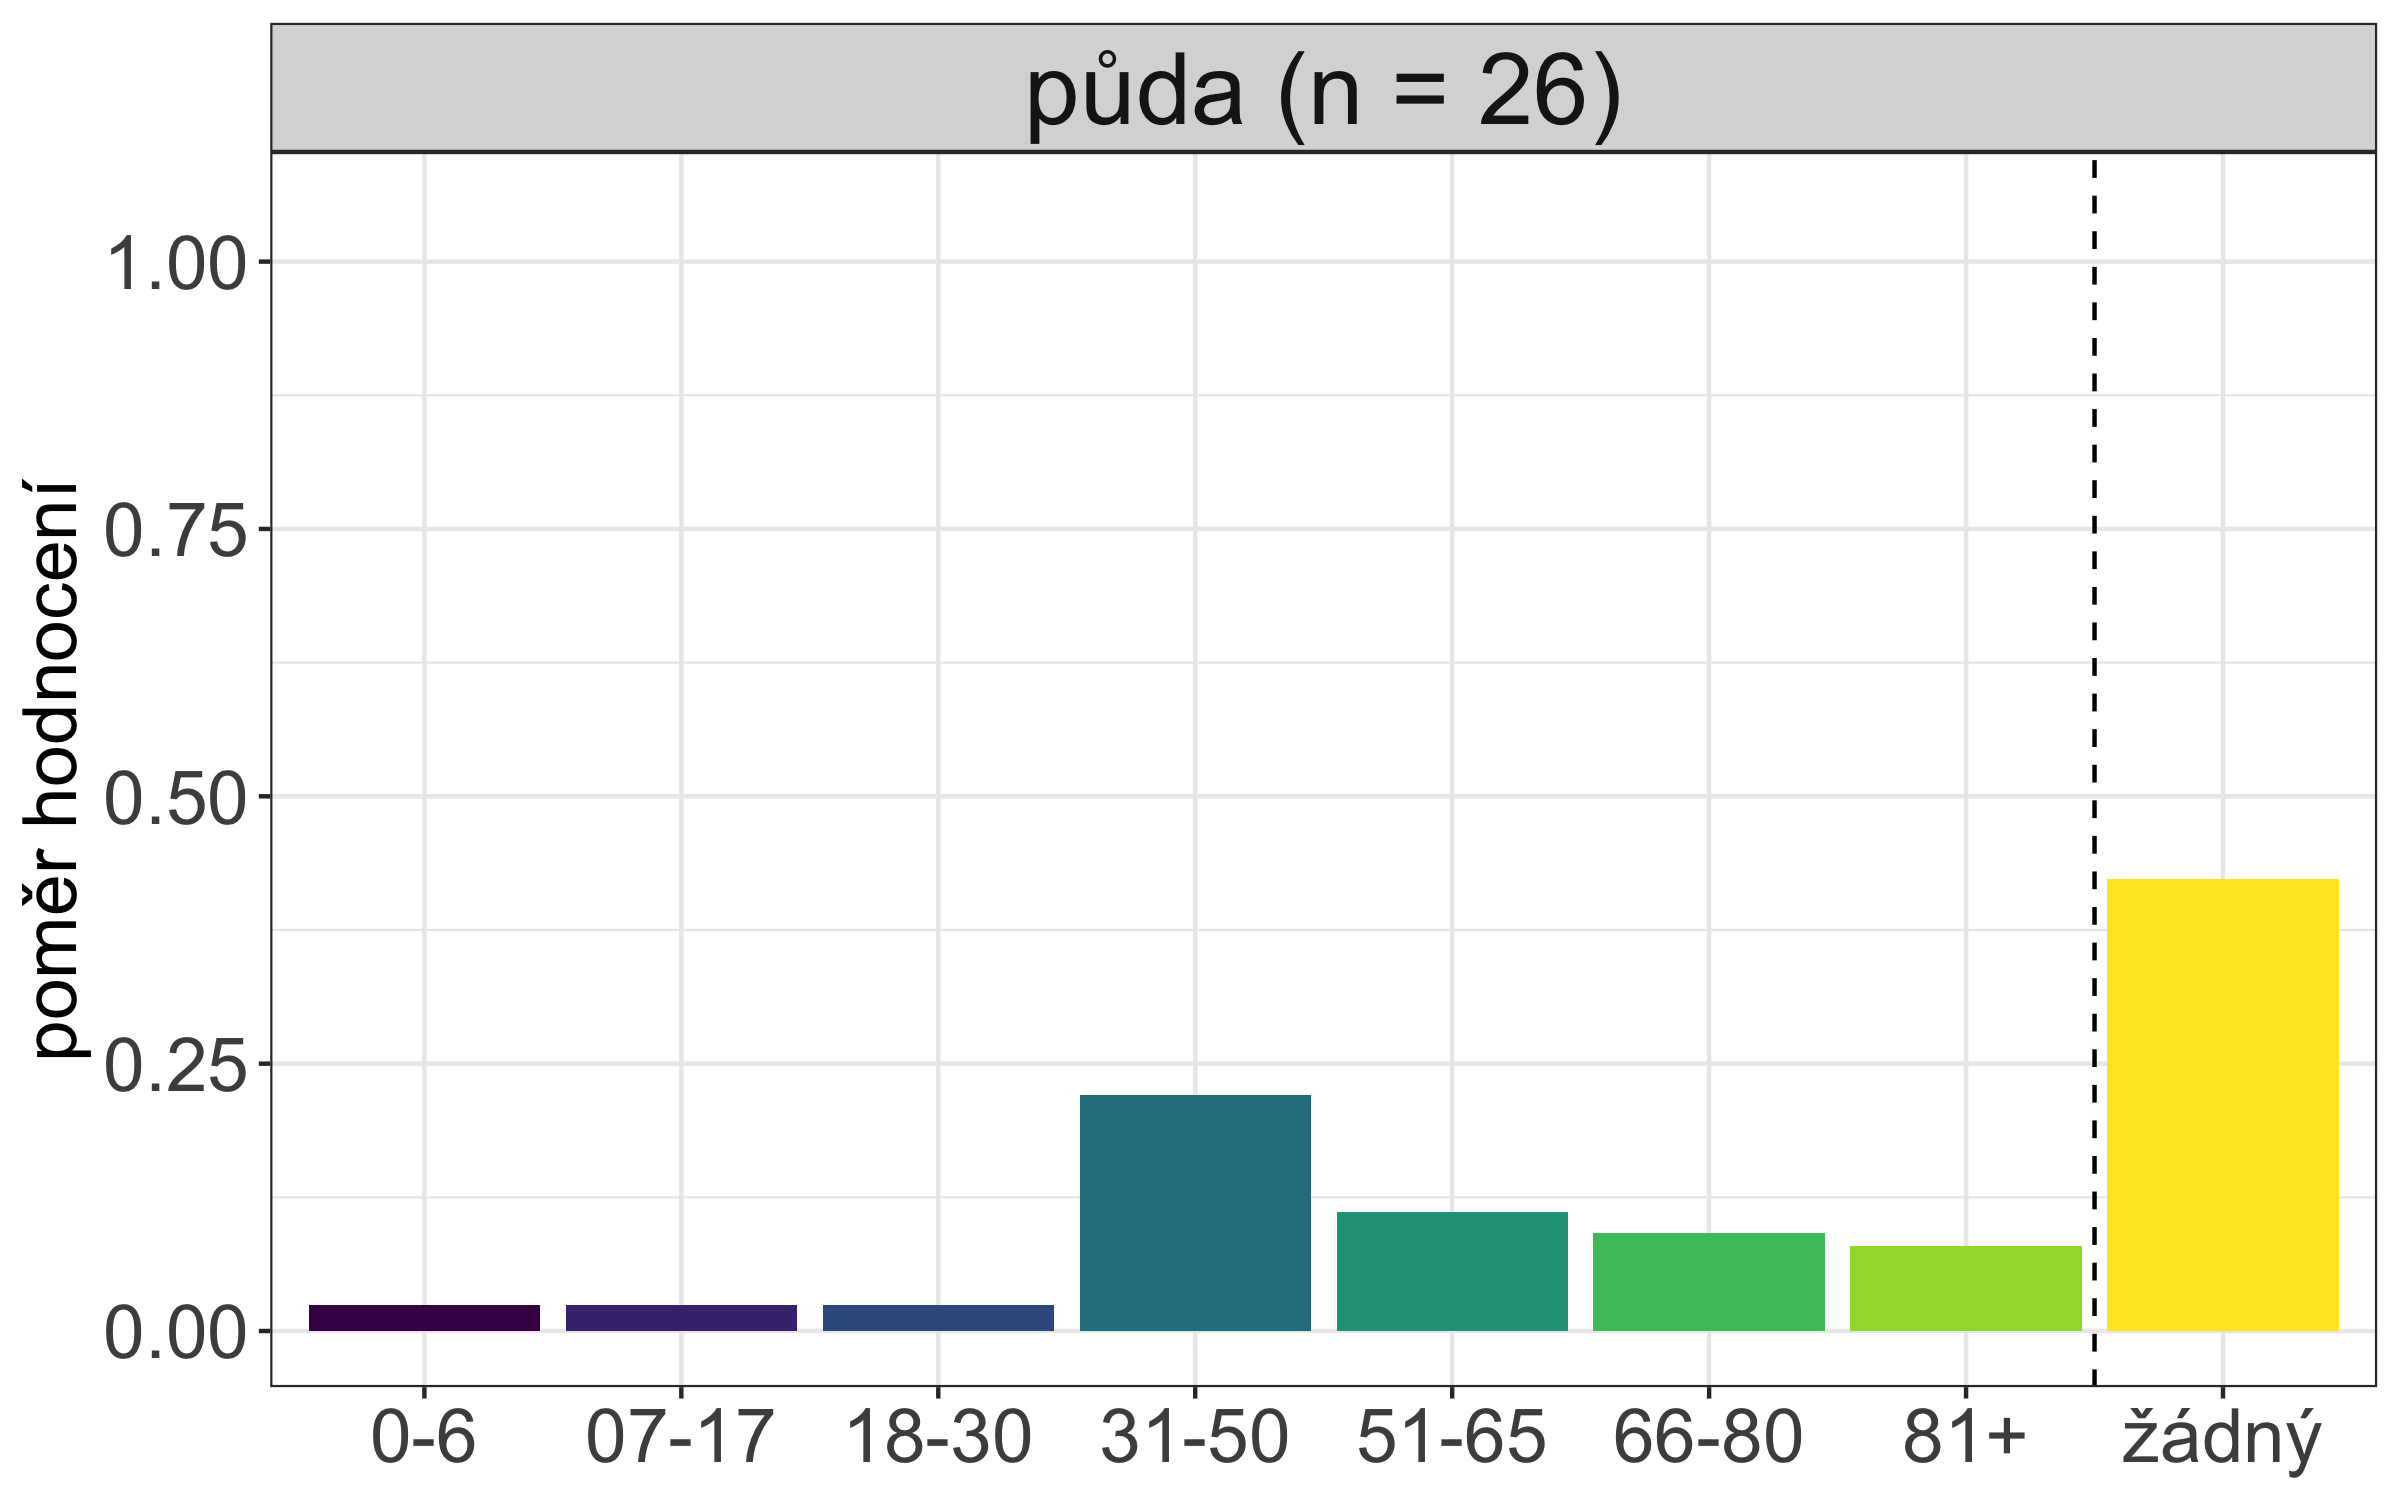 půda (n = 26)
poměr hodnocení
1.00
0.75
0.50
0.25
0.00
0-6 07-17 18-30 31-50 51-65 66-80 81+ žádný